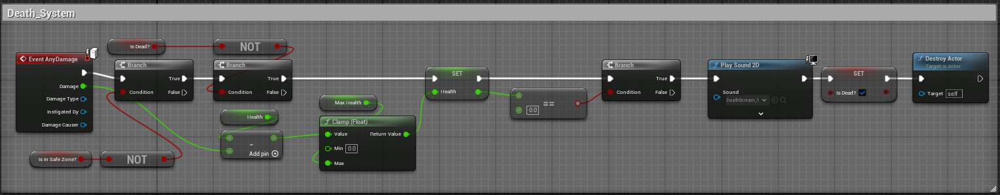 Death_System
Event AnyDamage
Damage
Damage Type
Instigated By
Damage Causer
Is Dead?
NOT
Branch
True
Condition
False
Is In Safe Zone?
NOT
Branch
True
Condition
False
Health
-
Add pin
Max Health
Clamp (Float)
Value
Return Value
Min
0.0
Max
SET
Health
==
0.0
Branch
True
Condition
False
Play Sound 2D
Sound
DeathScream_1
SET
Is Dead?
Destroy Actor
Target is Actor
Target
self